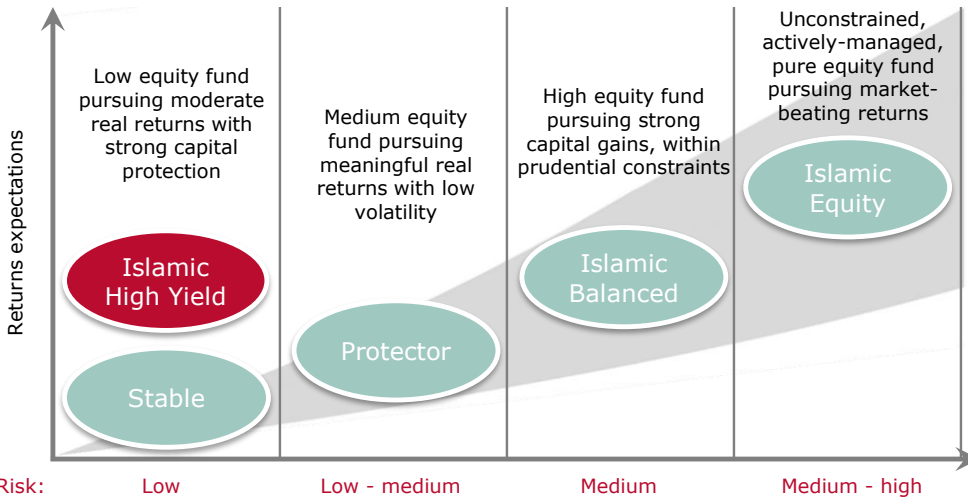 Returns expectations
Low equity fund
pursuing moderate
real returns with
strong capital
protection
Islamic
High Yield
Stable
Medium equity
fund pursuing
meaningful real
returns with low
volatility
Protector
High equity fund
pursuing strong
capital gains, within
prudential constraints
Islamic
Balanced
Unconstrained,
actively-managed,
pure equity fund
pursuing market-
beating returns
Islamic
Equity
Risk:
Low
Low - medium
Medium
Medium - high